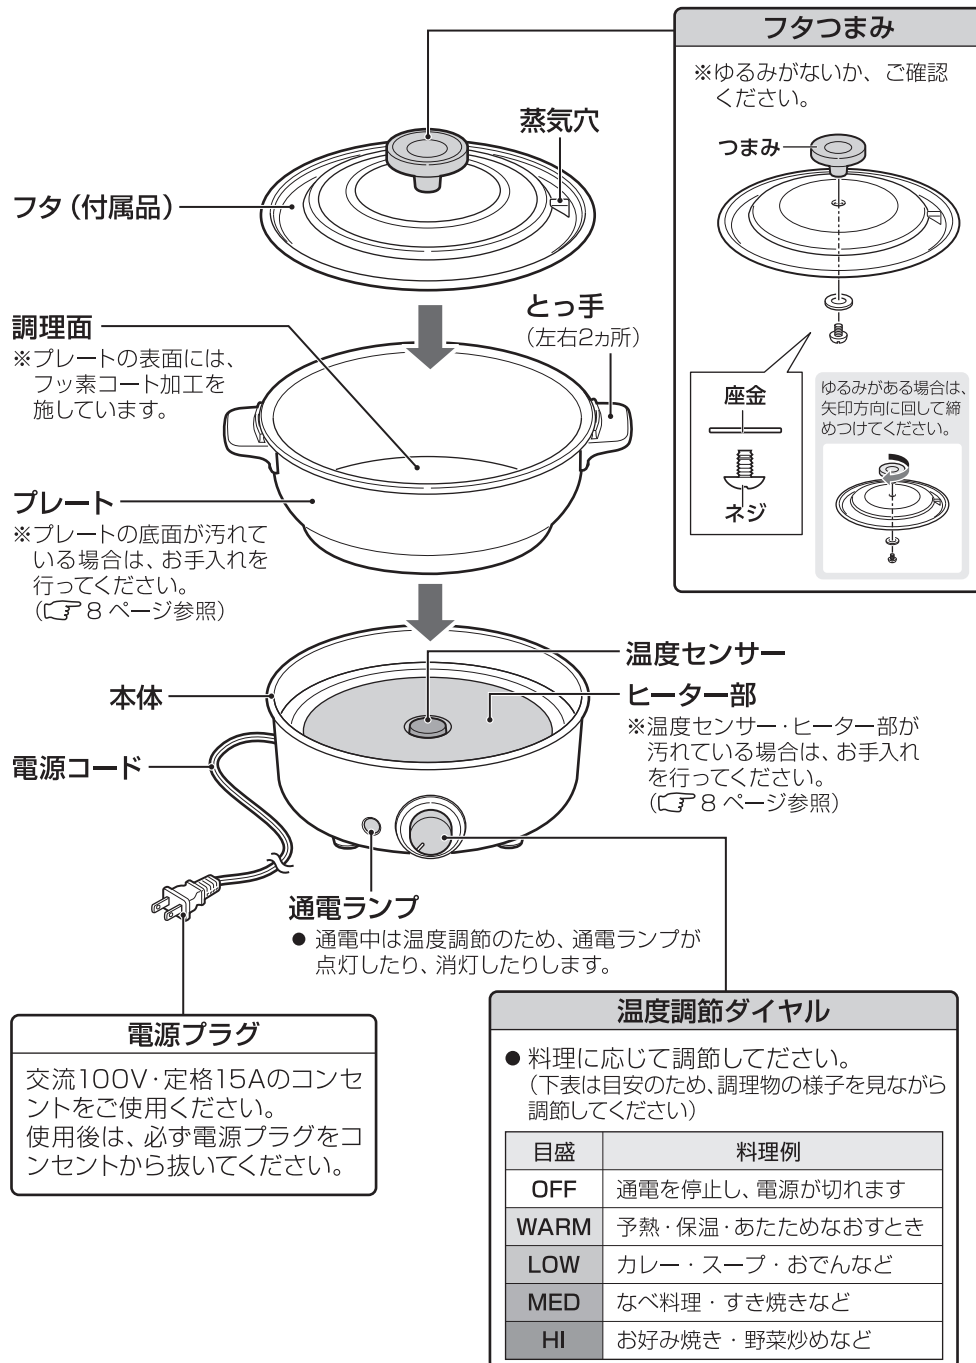 フタつまみ
※ゆるみがないか、ご確認
ください。
つまみ
座金
ネジ
ゆるみがある場合は、
矢印方向に回して締
めつけてください。
蒸気穴
フタ（付属品）
とっ手
（左右2ヵ所）
調理面
※プレートの表面には、
フッ素コート加工を
施しています。
プレート
※プレートの底面が汚れて
いる場合は、お手入れを
行ってください。
（☞8 ページ参照）
温度センサー
ヒーター部
※温度センサー・ヒーター部が
汚れている場合は、お手入れ
を行ってください。
（☞8 ページ参照）
本体
電源コード
通電ランプ
● 通電中は温度調節のため、通電ランプが
点灯したり、消灯したりします。
電源プラグ
交流100V・定格15Aのコンセ
ントをご使用ください。
使用後は、必ず電源プラグをコ
ンセントから抜いてください。
温度調節ダイヤル
● 料理に応じて調節してださい。
（下表は目安のため、調理物の様子を見ながら
調節してください）
目盛 料理例
OFF 通電を停止し、電源が切れます
WARM 予熱・保温・あたためなおすとき
LOW カレー・スープ・おでんなど
MED なべ料理・すき焼きなど
HI お好み焼き・野菜炒めなど